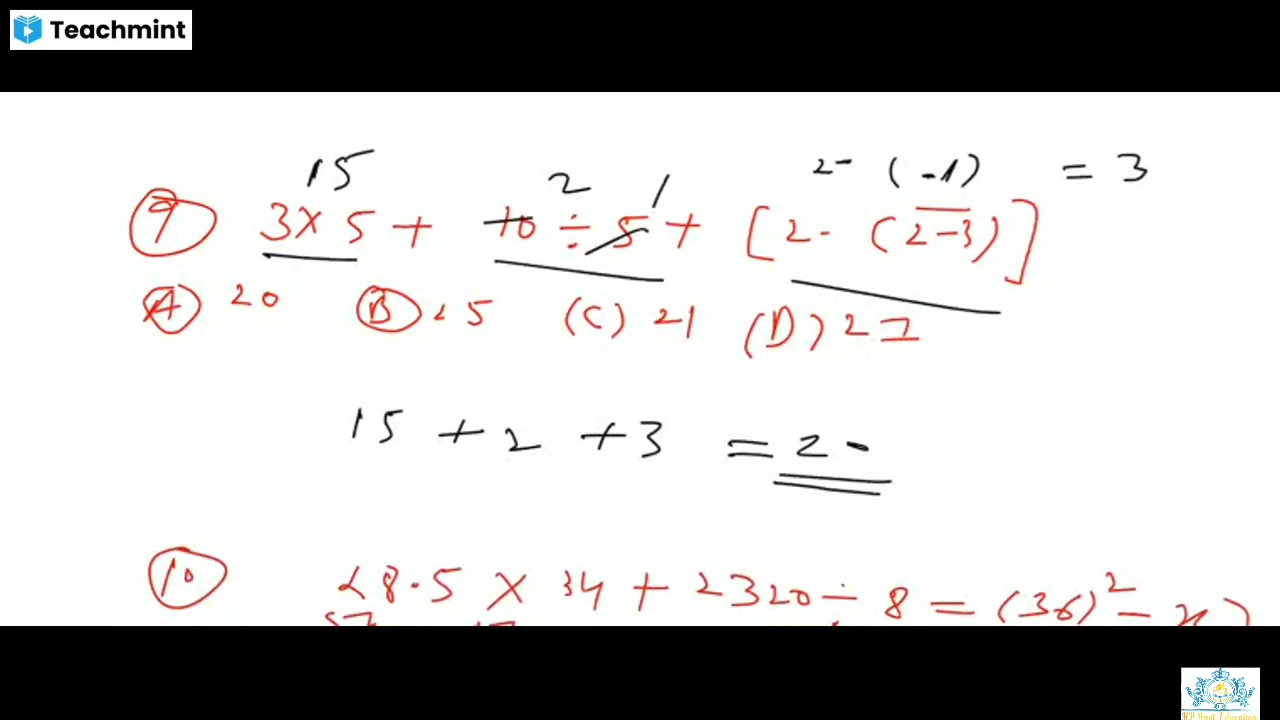 Teachmint
15 2 1 2- (-1) = 3
9 3 x 5 + 10 ÷ 5 + [2 - (2-3)]
(A) 20 (B) 25 (C) 21 (D) 22
15 + 2 + 3 = 20
10 28.5 x 34 + 2320 ÷ 8 = (36)² - x